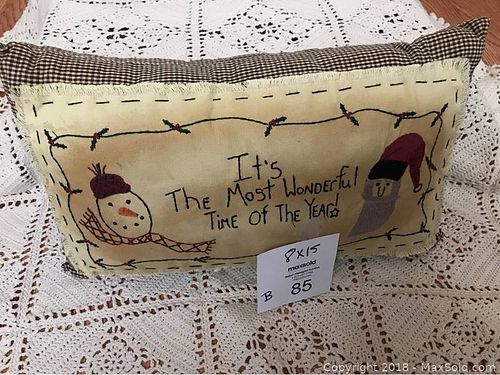 It's
The Most Wonderful
Time Of The Year!
8x15
maxsold
B
85
Copyright 2018 - MaxSold.com